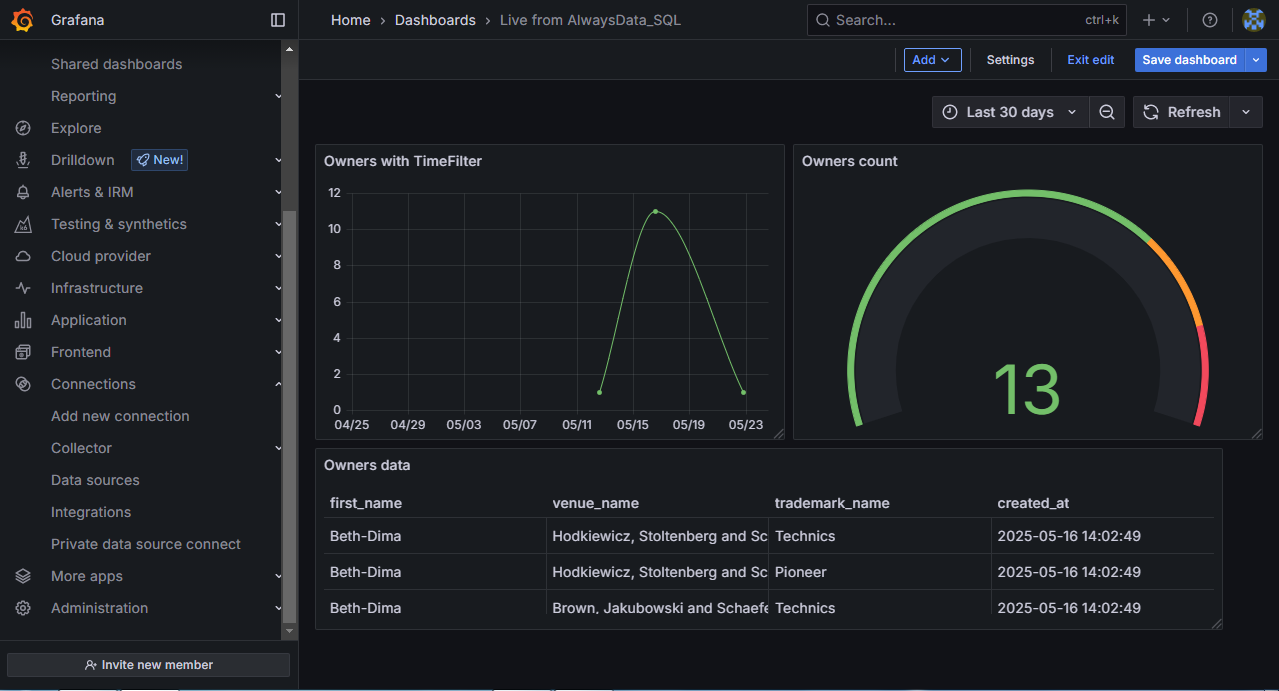 Grafana
Home › Dashboards › Live from AlwaysData_SQL
Search...
ctrl+k
Add
Settings
Exit edit
Save dashboard
Shared dashboards
Reporting
Explore
Drilldown
New!
Alerts & IRM
Testing & synthetics
Cloud provider
Infrastructure
Application
Frontend
Connections
Add new connection
Collector
Data sources
Integrations
Private data source connect
More apps
Administration
Invite new member
Last 30 days
Refresh
Owners with TimeFilter
12
10
8
6
4
2
0
04/25 04/29 05/03 05/07 05/11 05/15 05/19 05/23
Owners count
13
Owners data
first_name venue_name trademark_name created_at
Beth-Dima Hodkiewicz, Stoltenberg and Sc Technics 2025-05-16 14:02:49
Beth-Dima Hodkiewicz, Stoltenberg and Sc Pioneer 2025-05-16 14:02:49
Beth-Dima Brown, Jakubowski and Schaefe Technics 2025-05-16 14:02:49